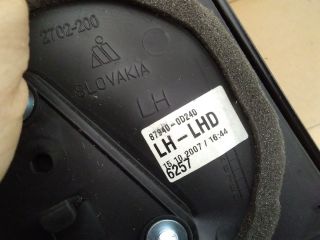 2702-200
SLOVAKIA
LH
87940-0D240
LH-LHD
15.10.2007 / 16:44
6257